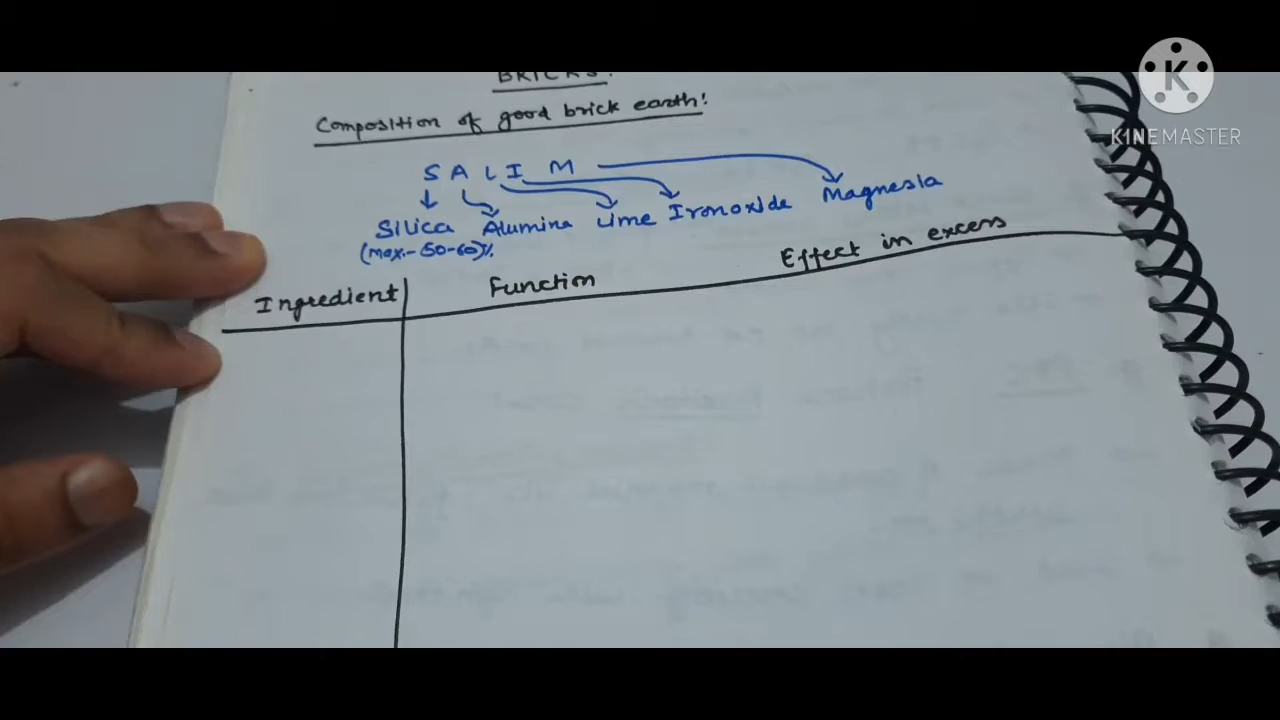 BRICKS:
Composition of good brick earth:
S A L I M
Silica Alumina Lime Ironoxide Magnesia
(max.- 50-60)%
Ingredient Function Effect in excess
K
KINEMASTER